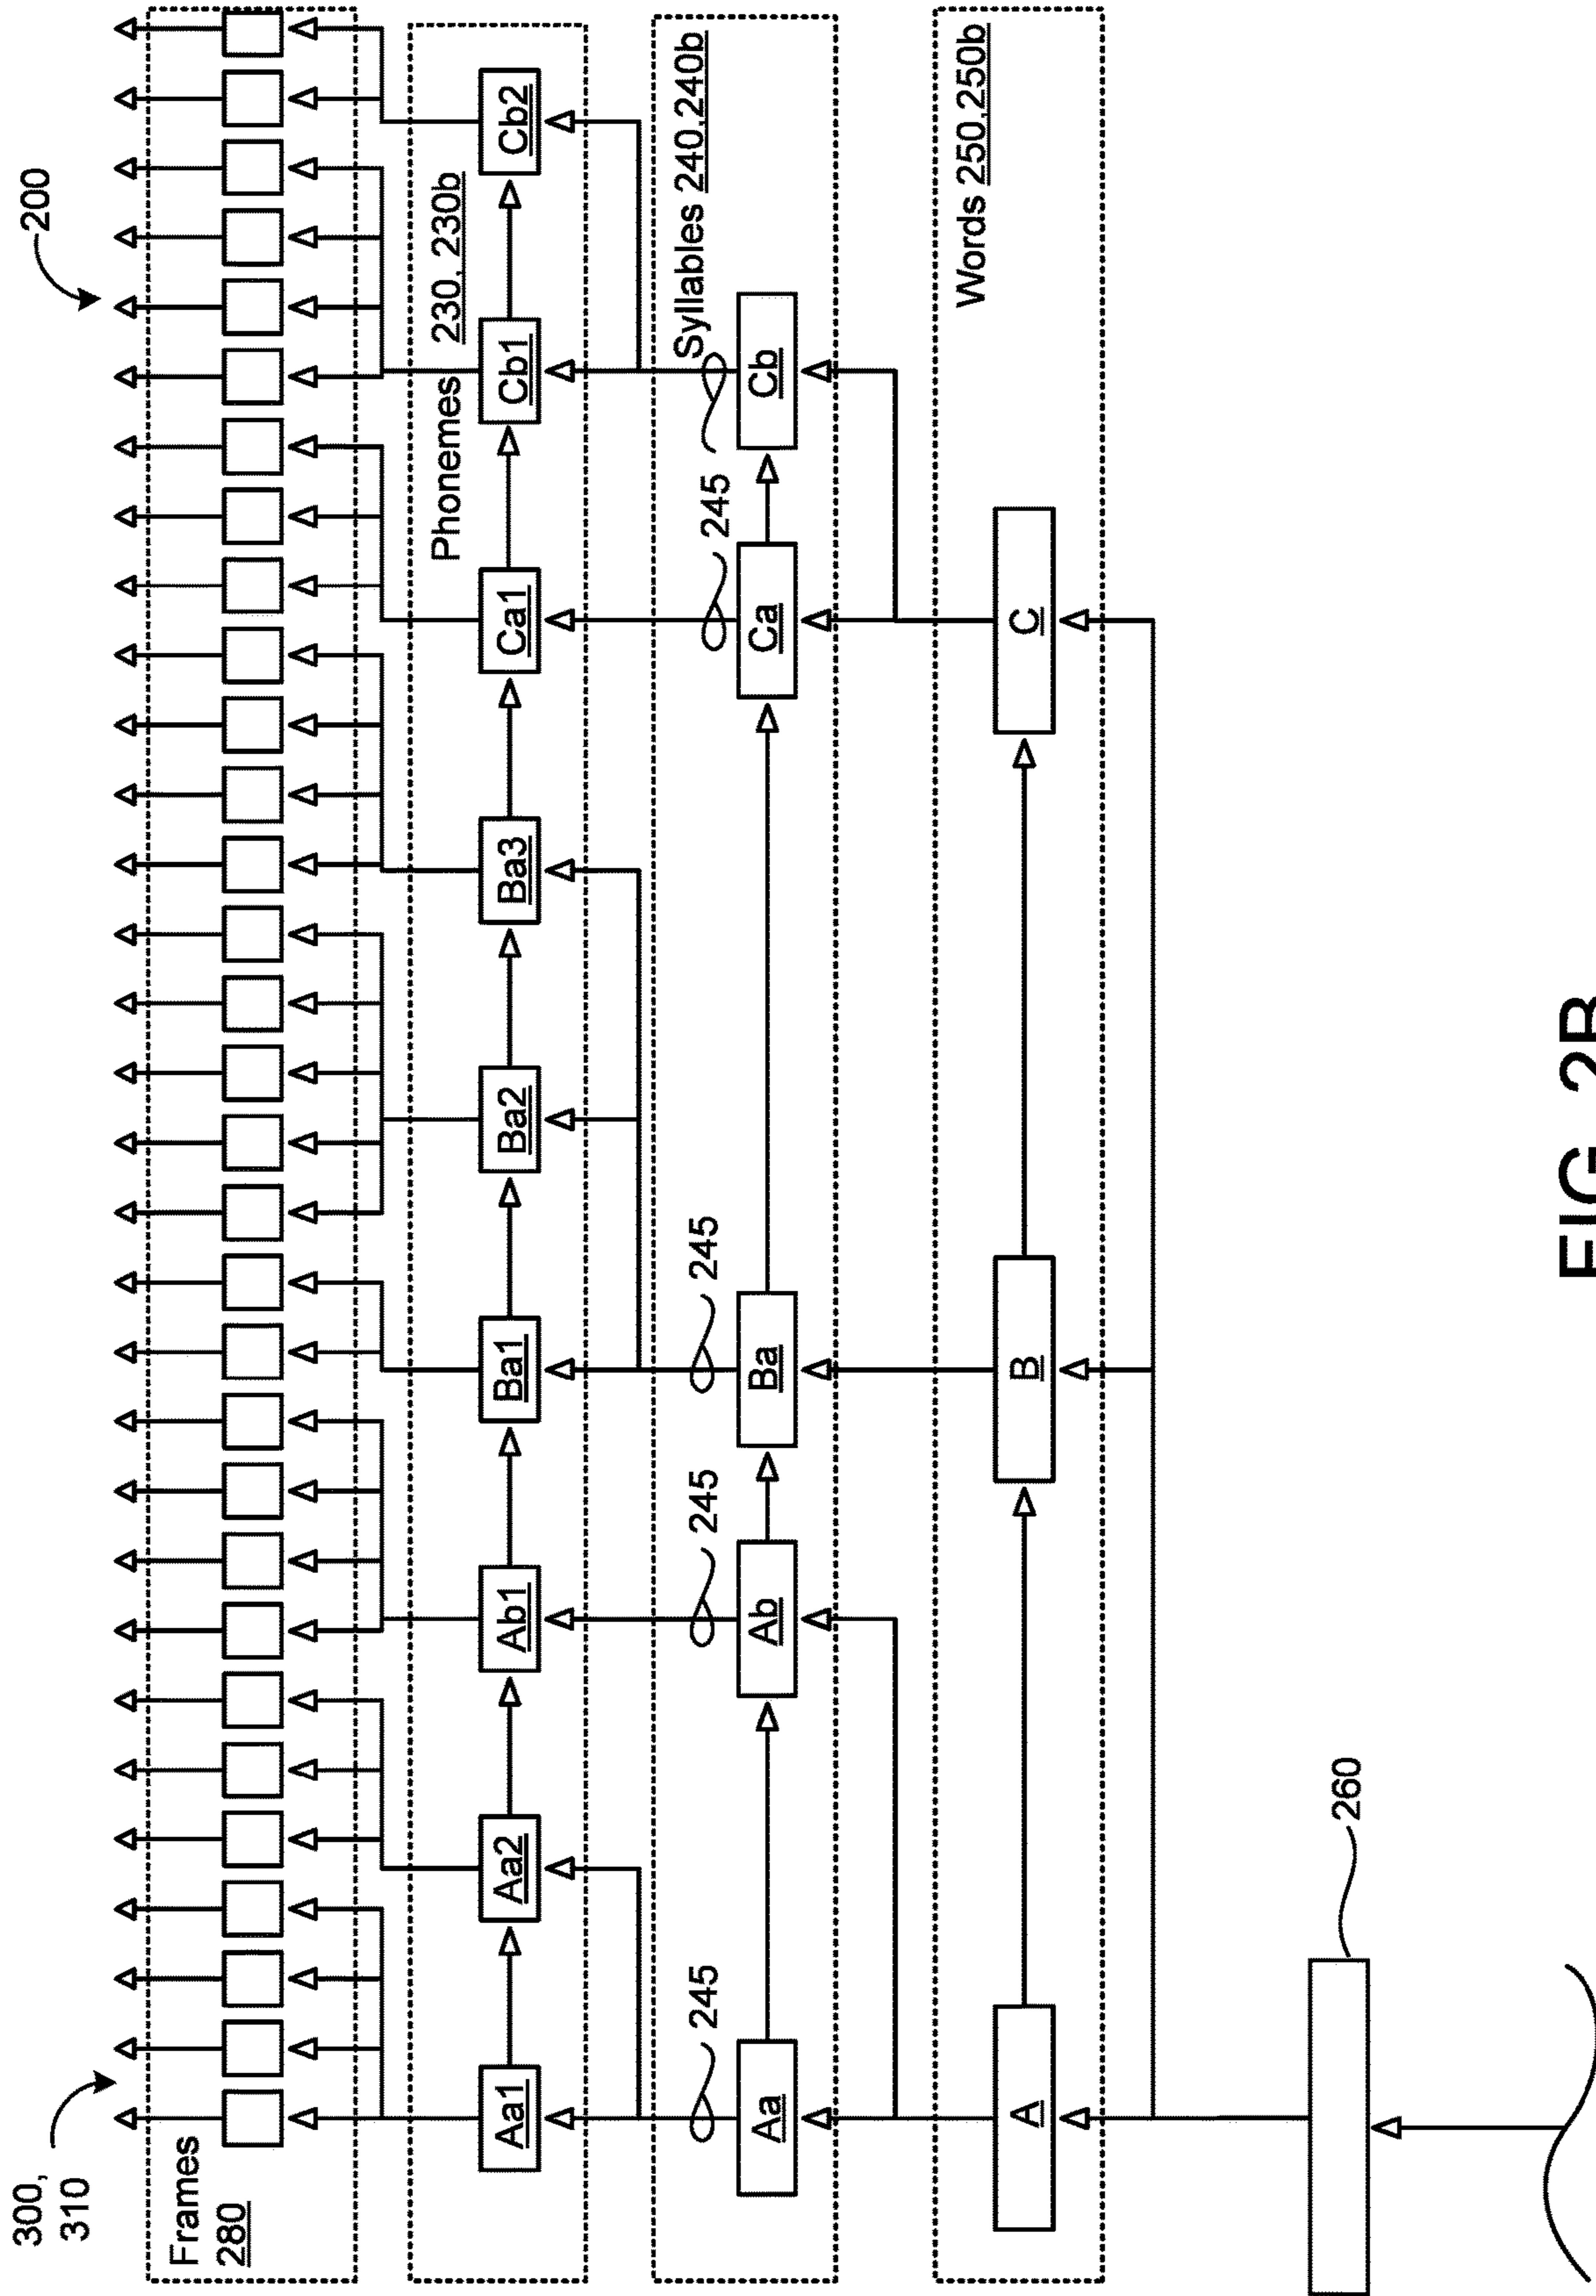 300,
310
200
Frames
280
Phonemes
230, 230b
Aa1
Aa2
Ab1
Ba1
Ba2
Ba3
Ca1
Cb1
Cb2
Syllables 240,240b
245
245
245
245
Aa
Ab
Ba
Ca
Cb
Words 250,250b
A
B
C
260
FIG. 2B